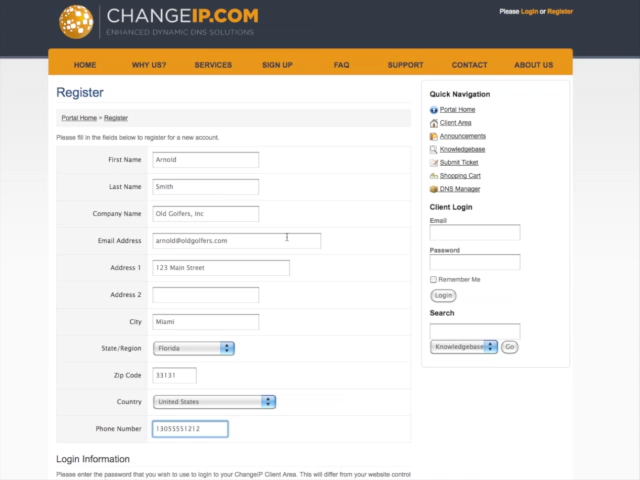 CHANGEIP.COM
ENHANCED DYNAMIC DNS SOLUTIONS
Please Login or Register
HOME WHY US? SERVICES SIGN UP FAQ SUPPORT CONTACT ABOUT US
Register
Portal Home > Register
Please fill in the fields below to register for a new account.
First Name Arnold
Last Name Smith
Company Name Old Golfers, Inc
Email Address arnold@oldgolfers.com
Address 1 123 Main Street
Address 2
City Miami
State/Region Florida
Zip Code 33131
Country United States
Phone Number 13055551212
Login Information
Please enter the password that you wish to use to login to your ChangeIP Client Area. This will differ from your website control
Quick Navigation
Portal Home
Client Area
Announcements
Knowledgebase
Submit Ticket
Shopping Cart
DNS Manager
Client Login
Email
Password
Remember Me
Login
Search
Knowledgebase Go